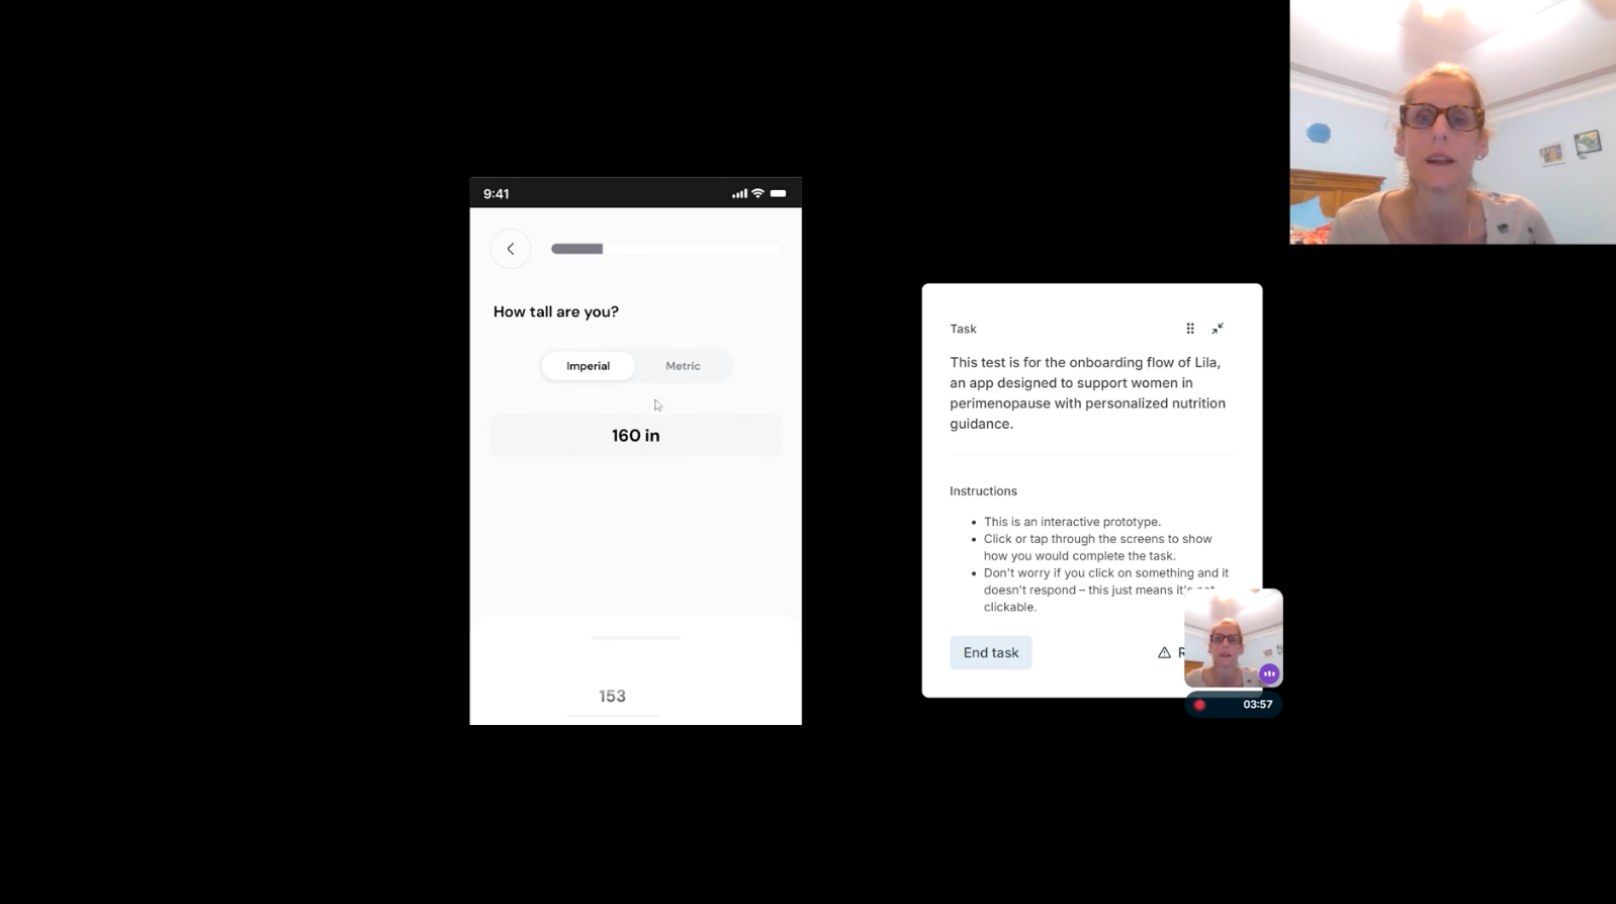 9:41
How tall are you?
Imperial
Metric
160 in
153
Task
This test is for the onboarding flow of Lila,
an app designed to support women in
perimenopause with personalized nutrition
guidance.
Instructions
This is an interactive prototype.
Click or tap through the screens to show
how you would complete the task.
Don't worry if you click on something and it
doesn't respond – this just means it's not
clickable.
End task
03:57